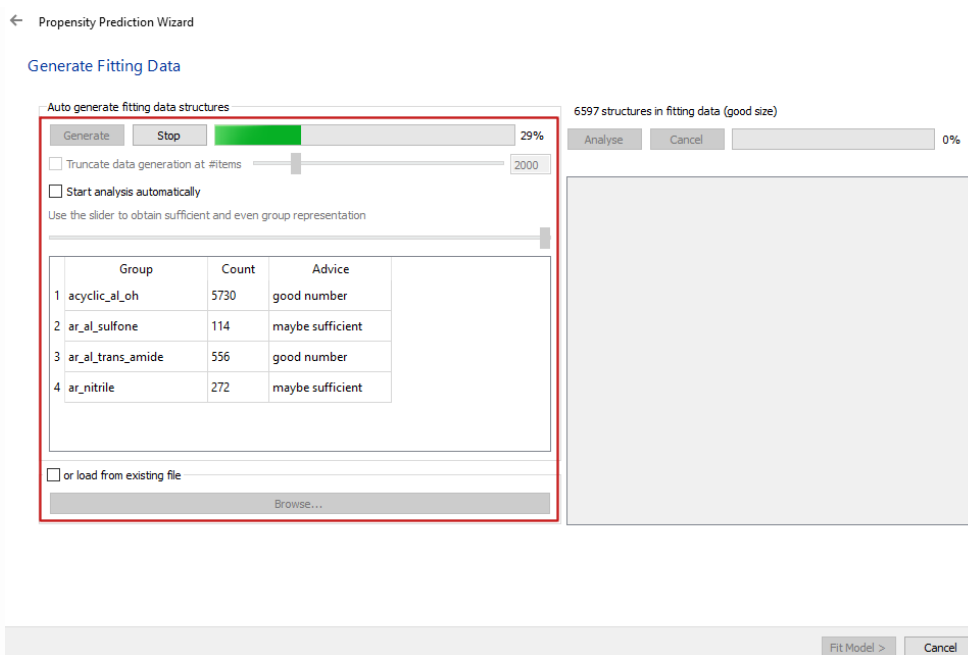 Propensity Prediction Wizard
Generate Fitting Data
Auto generate fitting data structures
Generate Stop 29%
Truncate data generation at #items 2000
Start analysis automatically
Use the slider to obtain sufficient and even group representation
Group Count Advice
1 acyclic_al_oh 5730 good number
2 ar_al_sulfone 114 maybe sufficient
3 ar_al_trans_amide 556 good number
4 ar_nitrile 272 maybe sufficient
or load from existing file
Browse...
6597 structures in fitting data (good size)
Analyse Cancel 0%
Fit Model > Cancel